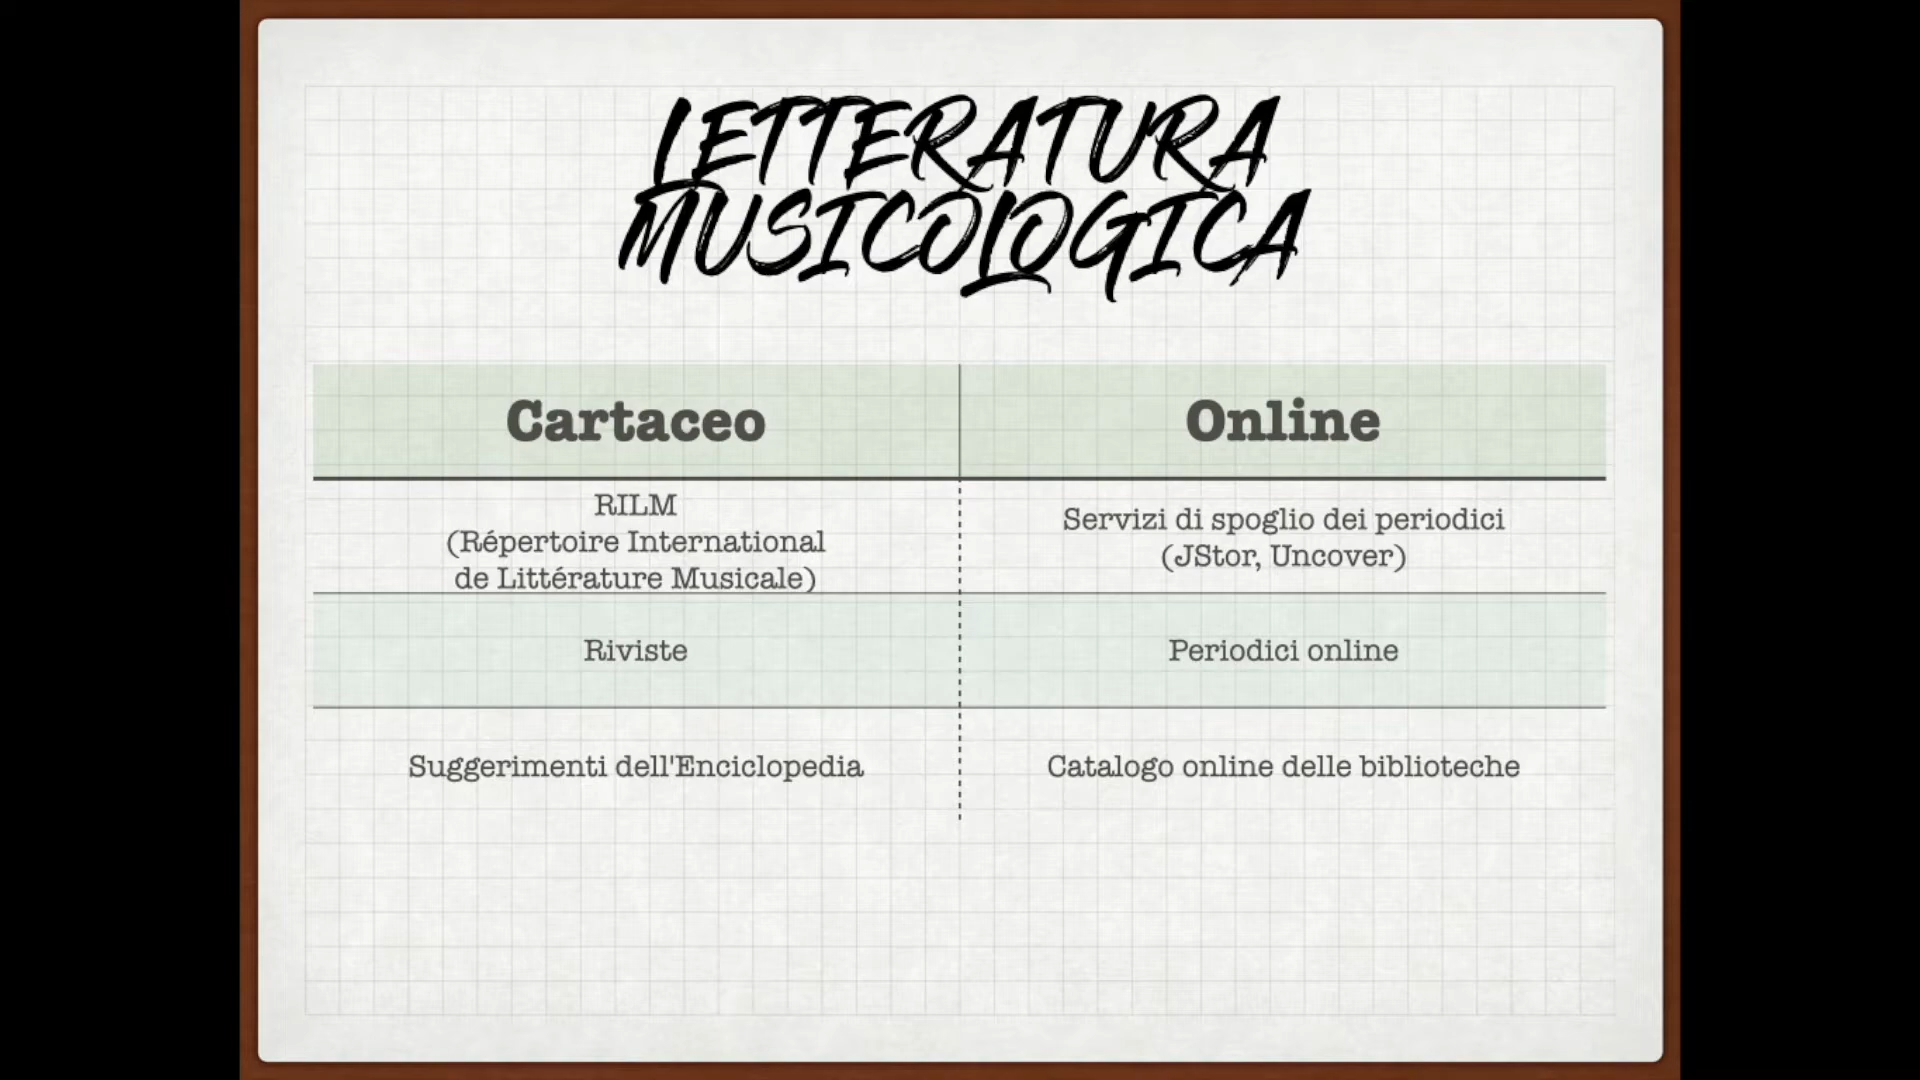 LETTERATURA
MUSICOLOGICA
Cartaceo
Online
RILM
(Répertoire International
de Littérature Musicale)
Servizi di spoglio dei periodici
(JStor, Uncover)
Riviste
Periodici online
Suggerimenti dell'Enciclopedia
Catalogo online delle biblioteche